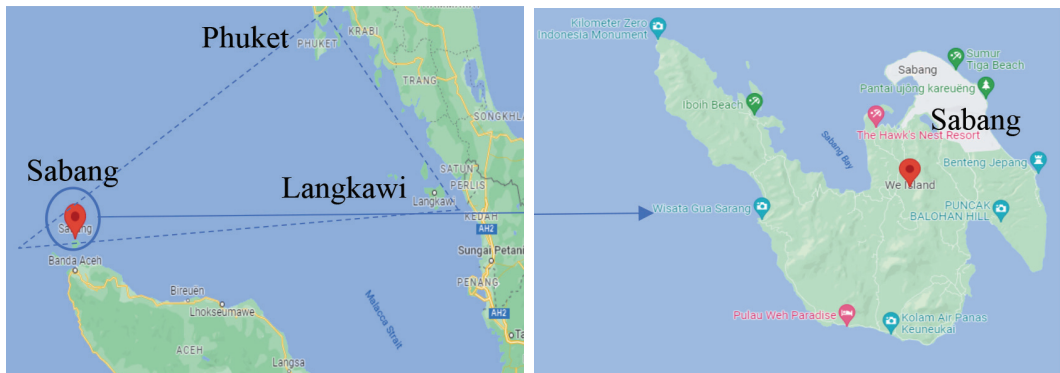 Phuket
PHUKET
KRABI
TRANG
SONGKHLA
SATUN
PERLIS
Sabang
Langkawi
Langkawi
KEDAH
AH2
Sabang
Banda Aceh
Sungai Petani
PENANG
Bireuën
Lhokseumawe
Malacca Strait
AH2
Ta
ACEH
Langsa
Kilometer Zero
Indonesia Monument
Sumur
Tiga Beach
Sabang
Pantai ujông kareuëng
Iboih Beach
Sabang
The Hawk's Nest Resort
Sabang Bay
Benteng Jepang
We Island
Wisata Gua Sarang
PUNCAK
BALOHAN HILL
Pulau Weh Paradise
Kolam Air Panas
Keuneukai